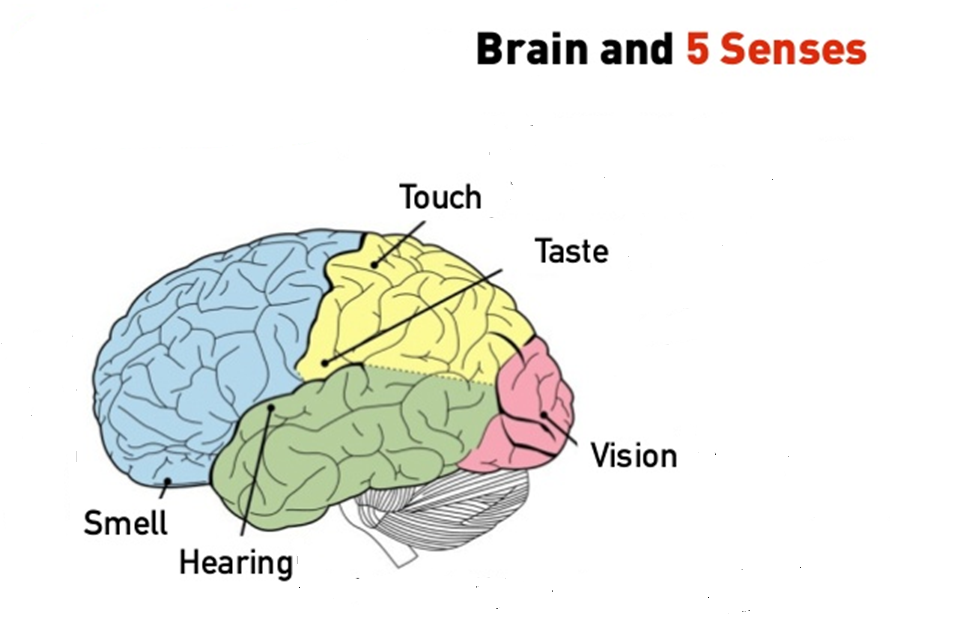 Brain and 5 Senses
Touch
Taste
Vision
Smell
Hearing